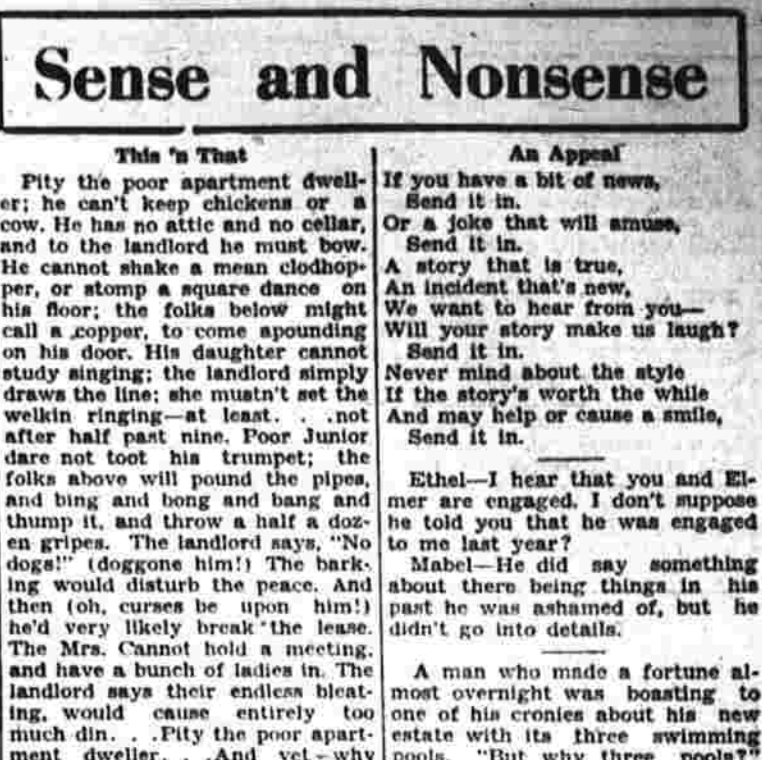 Sense and Nonsense
This 'n That
Pity the poor apartment dwell-
er; he can't keep chickens or a
cow. He has no attic and no cellar,
and to the landlord he must bow.
He cannot shake a mean clodhop-
per, or stomp a square dance on
his floor; the folks below might
call a copper, to come apounding
on his door. His daughter cannot
study singing; the landlord simply
draws the line; she mustn't set the
welkin ringing—at least. . .not
after half past nine. Poor Junior
dare not toot his trumpet; the
folks above will pound the pipes,
and bing and bong and bang and
thump it, and throw a half a doz-
en gripes. The landlord says, "No
dogs!" (doggone him!) The bark-
ing would disturb the peace. And
then (oh, curses be upon him!)
he'd very likely break the lease.
The Mrs. Cannot hold a meeting,
and have a bunch of ladies in. The
landlord says their endless bleat-
ing, would cause entirely too
much din. . .Pity the poor apart-
ment dweller. . .And yet—why
An Appeal
If you have a bit of news,
Send it in.
Or a joke that will amuse,
Send it in.
A story that is true,
An incident that's new,
We want to hear from you—
Will your story make us laugh?
Send it in.
Never mind about the style
If the story's worth the while
And may help or cause a smile,
Send it in.
Ethel—I hear that you and El-
mer are engaged. I don't suppose
he told you that he was engaged
to me last year?
Mabel—He did say something
about there being things in his
past he was ashamed of, but he
didn't go into details.
A man who made a fortune al-
most overnight was boasting to
one of his cronies about his new
estate with its three swimming
pools. "But why three pools?"